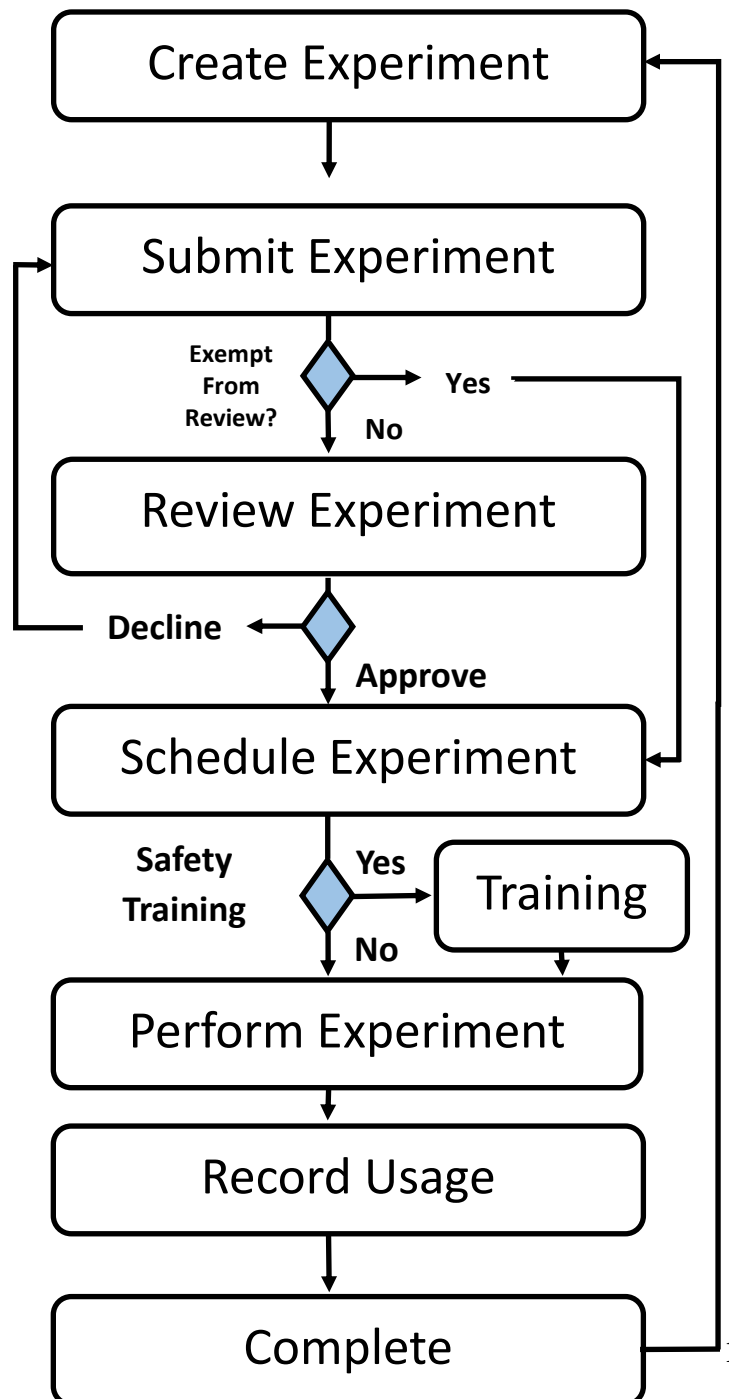 Create Experiment
Submit Experiment
Exempt
From
Review?
Yes
No
Review Experiment
Decline
Approve
Schedule Experiment
Safety
Training
Yes
Training
No
Perform Experiment
Record Usage
Complete